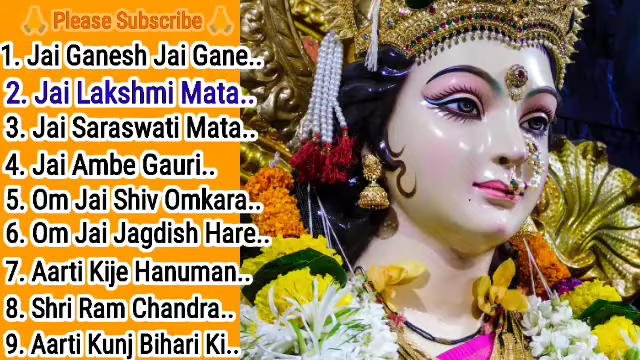 🙏 Please Subscribe 🙏
1. Jai Ganesh Jai Gane..
2. Jai Lakshmi Mata..
3. Jai Saraswati Mata..
4. Jai Ambe Gauri..
5. Om Jai Shiv Omkara..
6. Om Jai Jagdish Hare..
7. Aarti Kije Hanuman..
8. Shri Ram Chandra..
9. Aarti Kunj Bihari Ki..